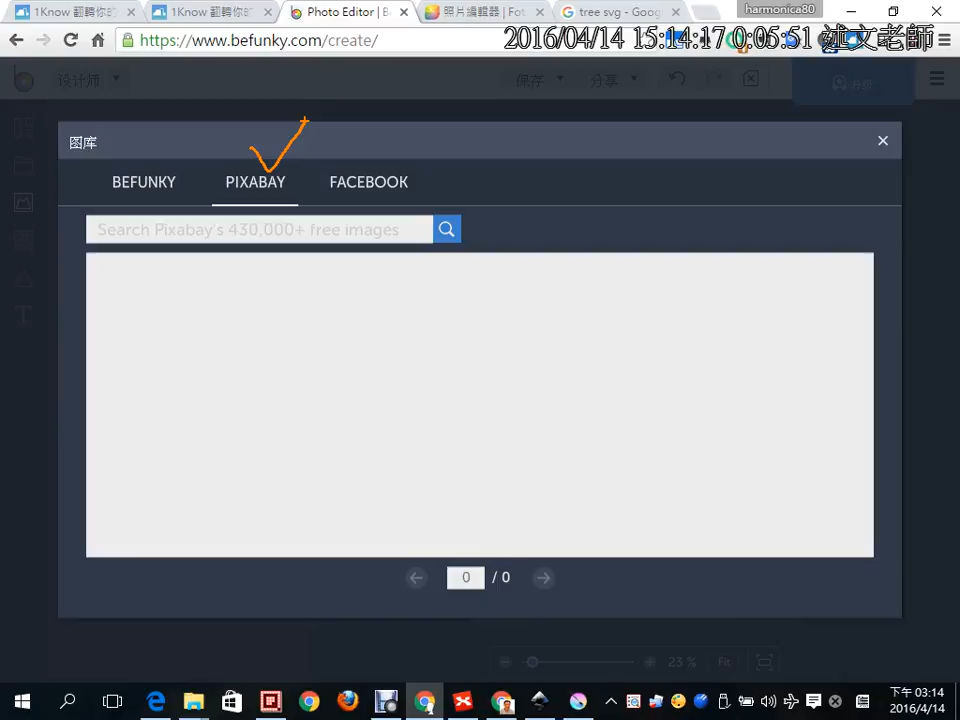 1Know 翻轉你的
1Know 翻轉你的
Photo Editor | B
照片編輯器 | Fot
tree svg - Goog
harmonica80
https://www.befunky.com/create/
2016/04/14 15:14:17 0:05:51
老師
设计师
保存
分享
升级
图库
BEFUNKY
PIXABAY
FACEBOOK
Search Pixabay's 430,000+ free images
0 / 0
23 %
Fit
下午 03:14
2016/4/14